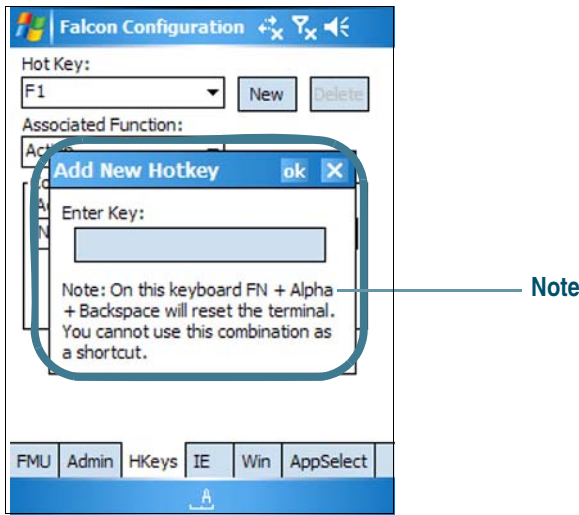 Falcon Configuration
Hot Key:
F1
New
Delete
Associated Function:
Add New Hotkey
ok
Enter Key:
Note: On this keyboard FN + Alpha
+ Backspace will reset the terminal.
You cannot use this combination as
a shortcut.
Note
FMU
Admin
HKeys
IE
Win
AppSelect
A